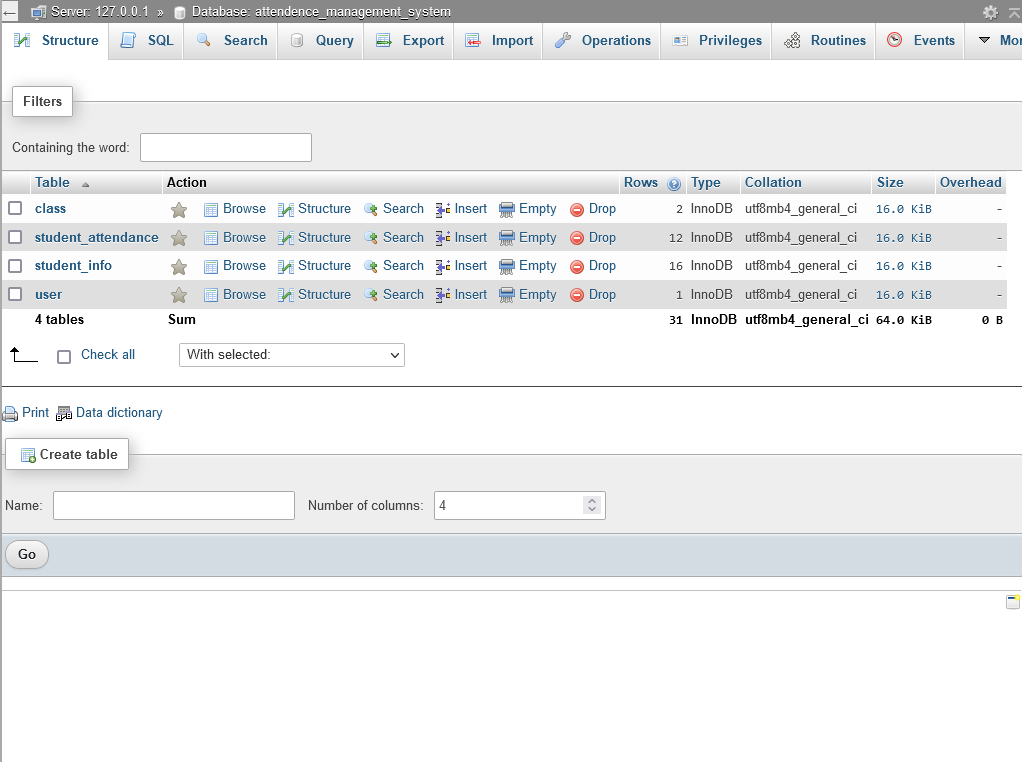 Server: 127.0.0.1 » Database: attendence_management_system
Structure SQL Search Query Export Import Operations Privileges Routines Events Mor
Filters
Containing the word:
Table Action Rows Type Collation Size Overhead
class Browse Structure Search Insert Empty Drop 2 InnoDB utf8mb4_general_ci 16.0 KiB -
student_attendance Browse Structure Search Insert Empty Drop 12 InnoDB utf8mb4_general_ci 16.0 KiB -
student_info Browse Structure Search Insert Empty Drop 16 InnoDB utf8mb4_general_ci 16.0 KiB -
user Browse Structure Search Insert Empty Drop 1 InnoDB utf8mb4_general_ci 16.0 KiB -
4 tables Sum 31 InnoDB utf8mb4_general_ci 64.0 KiB 0 B
Check all With selected:
Print Data dictionary
Create table
Name: Number of columns: 4
Go